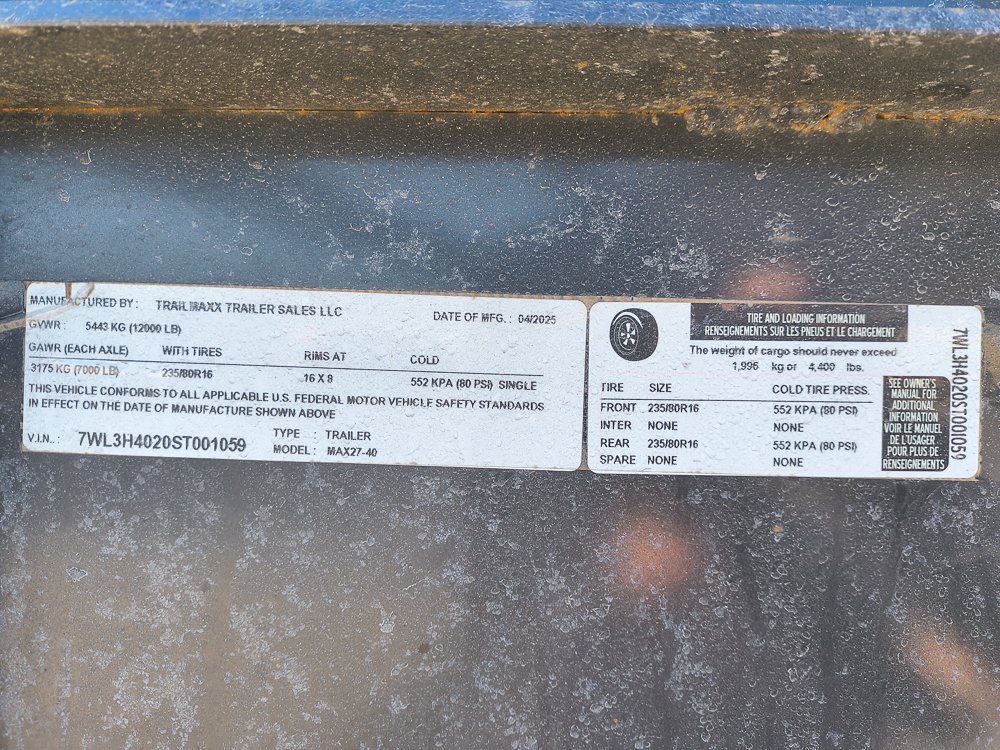 MANUFACTURED BY : TRAILMAXX TRAILER SALES LLC DATE OF MFG. : 04/2025
GVWR : 5443 KG (12000 LB)
GAWR (EACH AXLE) WITH TIRES RIMS AT COLD
3175 KG (7000 LB) 235/80R16 16 X 8 552 KPA (80 PSI) SINGLE
THIS VEHICLE CONFORMS TO ALL APPLICABLE U.S. FEDERAL MOTOR VEHICLE SAFETY STANDARDS
IN EFFECT ON THE DATE OF MANUFACTURE SHOWN ABOVE
V.I.N.. : 7WL3H4020ST001059 TYPE : TRAILER
MODEL : MAX27-40
TIRE AND LOADING INFORMATION
RENSEIGNEMENTS SUR LES PNEUS ET LE CHARGEMENT
The weight of cargo should never exceed
1,996 kg or 4,400 lbs.
TIRE SIZE COLD TIRE PRESS.
FRONT 235/80R16 552 KPA (80 PSI)
INTER NONE NONE
REAR 235/80R16 552 KPA (80 PSI)
SPARE NONE NONE
SEE OWNER'S
MANUAL FOR
ADDITIONAL
INFORMATION
VOIR LE MANUEL
DE L'USAGER
POUR PLUS DE
RENSEIGNEMENTS
7WL3H4020ST001059